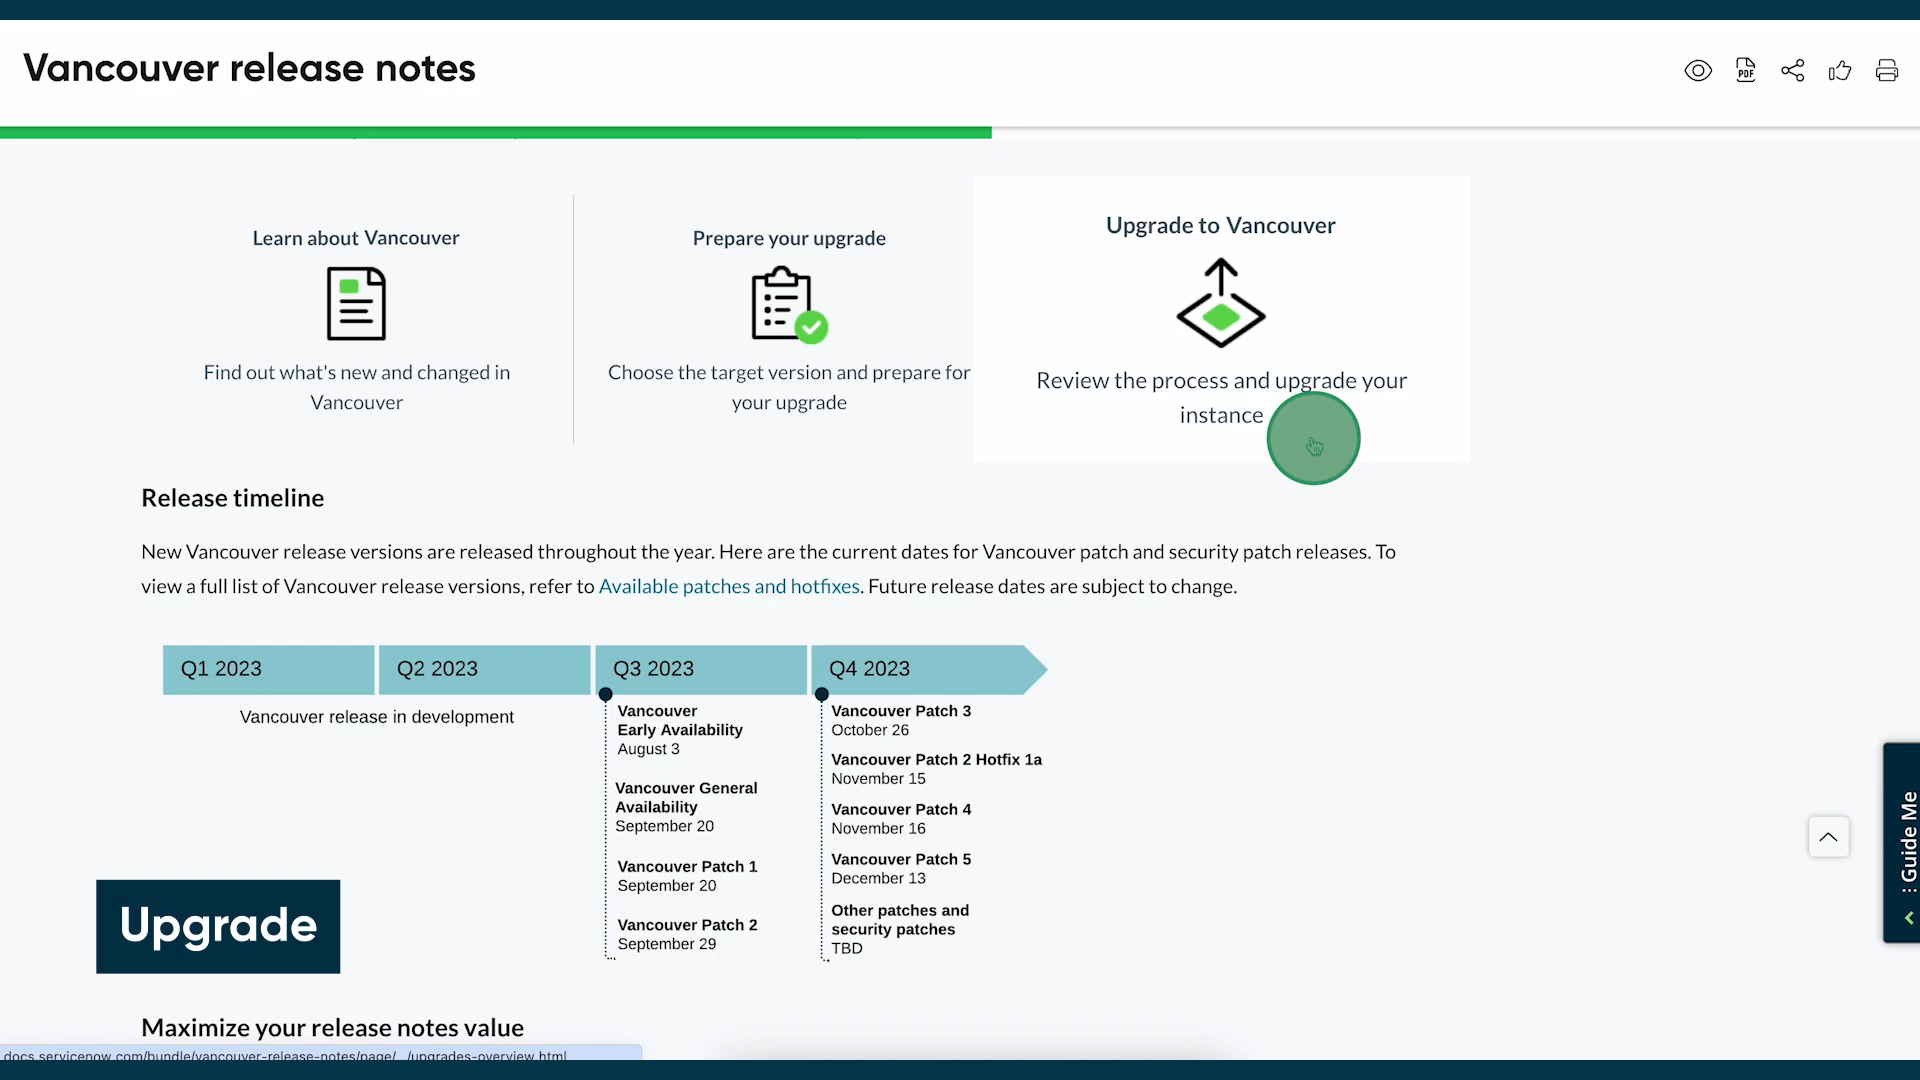 Vancouver release notes
PDF
Learn about Vancouver
Find out what's new and changed in
Vancouver
Prepare your upgrade
Choose the target version and prepare for
your upgrade
Upgrade to Vancouver
Review the process and upgrade your
instance
Release timeline
New Vancouver release versions are released throughout the year. Here are the current dates for Vancouver patch and security patch releases. To
view a full list of Vancouver release versions, refer to Available patches and hotfixes. Future release dates are subject to change.
Q1 2023
Q2 2023
Q3 2023
Q4 2023
Vancouver release in development
Vancouver
Early Availability
August 3
Vancouver General
Availability
September 20
Vancouver Patch 1
September 20
Vancouver Patch 2
September 29
Vancouver Patch 3
October 26
Vancouver Patch 2 Hotfix 1a
November 15
Vancouver Patch 4
November 16
Vancouver Patch 5
December 13
Other patches and
security patches
TBD
Guide Me
Upgrade
Maximize your release notes value
docs.servicenow.com/bundle/vancouver-release-notes/page/.../upgrades-overview.html